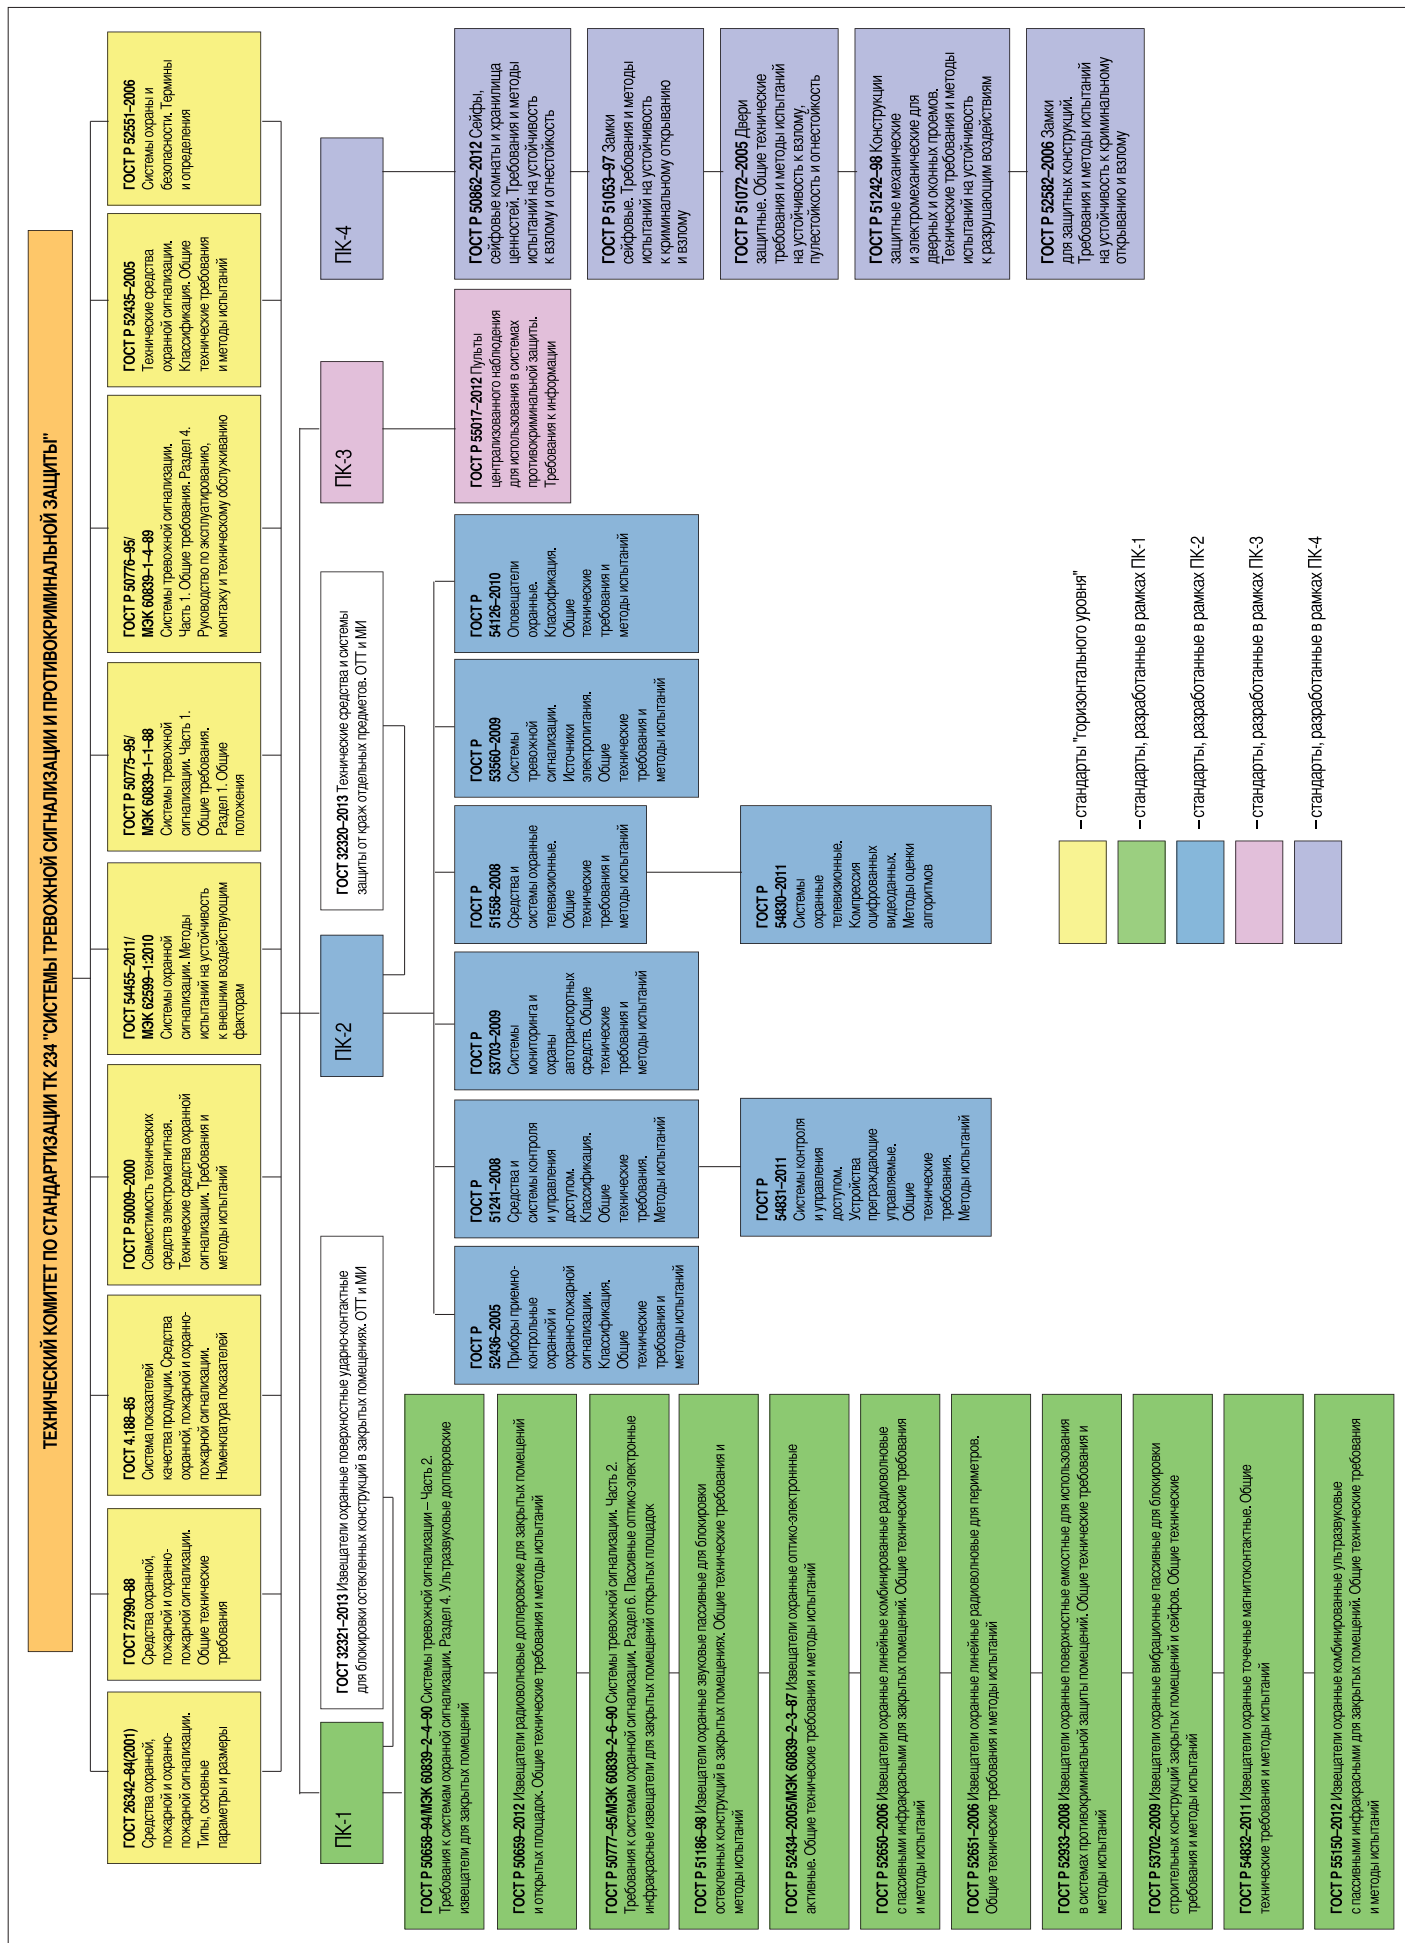 ТЕХНИЧЕСКИЙ КОМИТЕТ ПО СТАНДАРТИЗАЦИИ ТК 234 "СИСТЕМЫ ТРЕВОЖНОЙ СИГНАЛИЗАЦИИ И ПРОТИВОКРИМИНАЛЬНОЙ ЗАЩИТЫ"
ГОСТ 26342–84(2001)
Средства охранной,
пожарной и охранно-
пожарной сигнализации.
Типы, основные
параметры и размеры
ГОСТ 27990–88
Средства охранной,
пожарной и охранно-
пожарной сигнализации.
Общие технические
требования
ГОСТ 4.188–85
Система показателей
качества продукции. Средства
охранной, пожарной и охранно-
пожарной сигнализации.
Номенклатура показателей
ГОСТ Р 50009–2000
Совместимость технических
средств электромагнитная.
Технические средства охранной
сигнализации. Требования и
методы испытаний
ГОСТ 54455–2011/
МЭК 62599–1:2010
Системы охранной
сигнализации. Методы
испытаний на устойчивость
к внешним воздействующим
факторам
ГОСТ Р 50775–95/
МЭК 60839–1–1–88
Системы тревожной
сигнализации. Часть 1.
Общие требования.
Раздел 1. Общие
положения
ГОСТ Р 50776–95/
МЭК 60839–1–4–89
Системы тревожной сигнализации.
Часть 1. Общие требования. Раздел 4.
Руководство по эксплуатированию,
монтажу и техническому обслуживанию
ГОСТ Р 52435–2005
Технические средства
охранной сигнализации.
Классификация. Общие
технические требования
и методы испытаний
ГОСТ Р 52551–2006
Системы охраны и
безопасности. Термины
и определения
ПК-1
ГОСТ 32321–2013 Извещатели охранные поверхностные ударно-контактные
для блокировки остекленных конструкций в закрытых помещениях. ОТТ и МИ
ПК-2
ГОСТ 32320–2013 Технические средства и системы
защиты от краж отдельных предметов. ОТТ и МИ
ПК-3
ПК-4
ГОСТ Р 50658–94/МЭК 60839–2–4–90 Системы тревожной сигнализации – Часть 2.
Требования к системам охранной сигнализации. Раздел 4. Ультразвуковые доплеровские
извещатели для закрытых помещений
ГОСТ Р 50659–2012 Извещатели радиоволновые доплеровские для закрытых помещений
и открытых площадок. Общие технические требования и методы испытаний
ГОСТ Р 50777–95/МЭК 60839–2–6–90 Системы тревожной сигнализации. Часть 2.
Требования к системам охранной сигнализации. Раздел 6. Пассивные оптико-электронные
инфракрасные извещатели для закрытых помещений открытых площадок
ГОСТ Р 51186–98 Извещатели охранные звуковые пассивные для блокировки
остекленных конструкций в закрытых помещениях. Общие технические требования и
методы испытаний
ГОСТ Р 52434–2005/МЭК 60839–2–3–87 Извещатели охранные оптико-электроннные
активные. Общие технические требования и методы испытаний
ГОСТ Р 52650–2006 Извещатели охранные линейные комбинированные радиоволновые
с пассивными инфракрасными для закрытых помещений. Общие технические требования
и методы испытаний
ГОСТ Р 52651–2006 Извещатели охранные линейные радиоволновые для периметров.
Общие технические требования и методы испытаний
ГОСТ Р 52933–2008 Извещатели охранные поверхностные емкостные для использования
в системах противокриминальной защиты помещений. Общие технические требования и
методы испытаний
ГОСТ Р 53702–2009 Извещатели охранные вибрационные пассивные для блокировки
строительных конструкций закрытых помещений и сейфов. Общие технические
требования и методы испытаний
ГОСТ Р 54832–2011 Извещатели охранные точечные магнитоконтактные. Общие
технические требования и методы испытаний
ГОСТ Р 55150–2012 Извещатели охранные комбинированные ультразвуковые
с пассивными инфракрасными для закрытых помещений. Общие технические требования
и методы испытаний
ГОСТ Р
52436–2005
Приборы приемно-
контрольные
охранной и
охранно-пожарной
сигнализации.
Классификация.
Общие
технические
требования и
методы испытаний
ГОСТ Р
51241–2008
Средства и
системы контроля
и управления
доступом.
Классификация.
Общие
технические
требования.
Методы испытаний
ГОСТ Р
53703–2009
Системы
мониторинга и
охраны
автотранспортных
средств. Общие
технические
требования и
методы испытаний
ГОСТ Р
51558–2008
Средства и
системы охранные
телевизионные.
Общие
технические
требования и
методы испытаний
ГОСТ Р
53560–2009
Системы
тревожной
сигнализации.
Источники
электропитания.
Общие
технические
требования и
методы испытаний
ГОСТ Р
54126–2010
Оповещатели
охранные.
Классификация.
Общие
технические
требования и
методы испытаний
ГОСТ Р
54831–2011
Системы контроля
и управления
доступом.
Устройства
преграждающие
управляемые.
Общие
технические
требования.
Методы испытаний
ГОСТ Р
54830–2011
Системы
охранные
телевизионные.
Компрессия
оцифрованных
видеоданных.
Методы оценки
алгоритмов
ГОСТ Р 55017–2012 Пульты
централизованного наблюдения
для использования в системах
противокриминальной защиты.
Требования к информации
ГОСТ Р 50862–2012 Сейфы,
сейфовые комнаты и хранилища
ценностей. Требования и методы
испытаний на устойчивость
к взлому и огнестойкость
ГОСТ Р 51053–97 Замки
сейфовые. Требования и методы
испытаний на устойчивость
к криминальному открыванию
и взлому
ГОСТ Р 51072–2005 Двери
защитные. Общие технические
требования и методы испытаний
на устойчивость к взлому,
пулестойкость и огнестойкость
ГОСТ Р 51242–98 Конструкции
защитные механические
и электромеханические для
дверных и оконных проемов.
Технические требования и методы
испытаний на устойчивость
к разрушающим воздействиям
ГОСТ Р 52582–2006 Замки
для защитных конструкций.
Требования и методы испытаний
на устойчивость к криминальному
открыванию и взлому
– стандарты "горизонтального уровня"
– стандарты, разработанные в рамках ПК-1
– стандарты, разработанные в рамках ПК-2
– стандарты, разработанные в рамках ПК-3
– стандарты, разработанные в рамках ПК-4